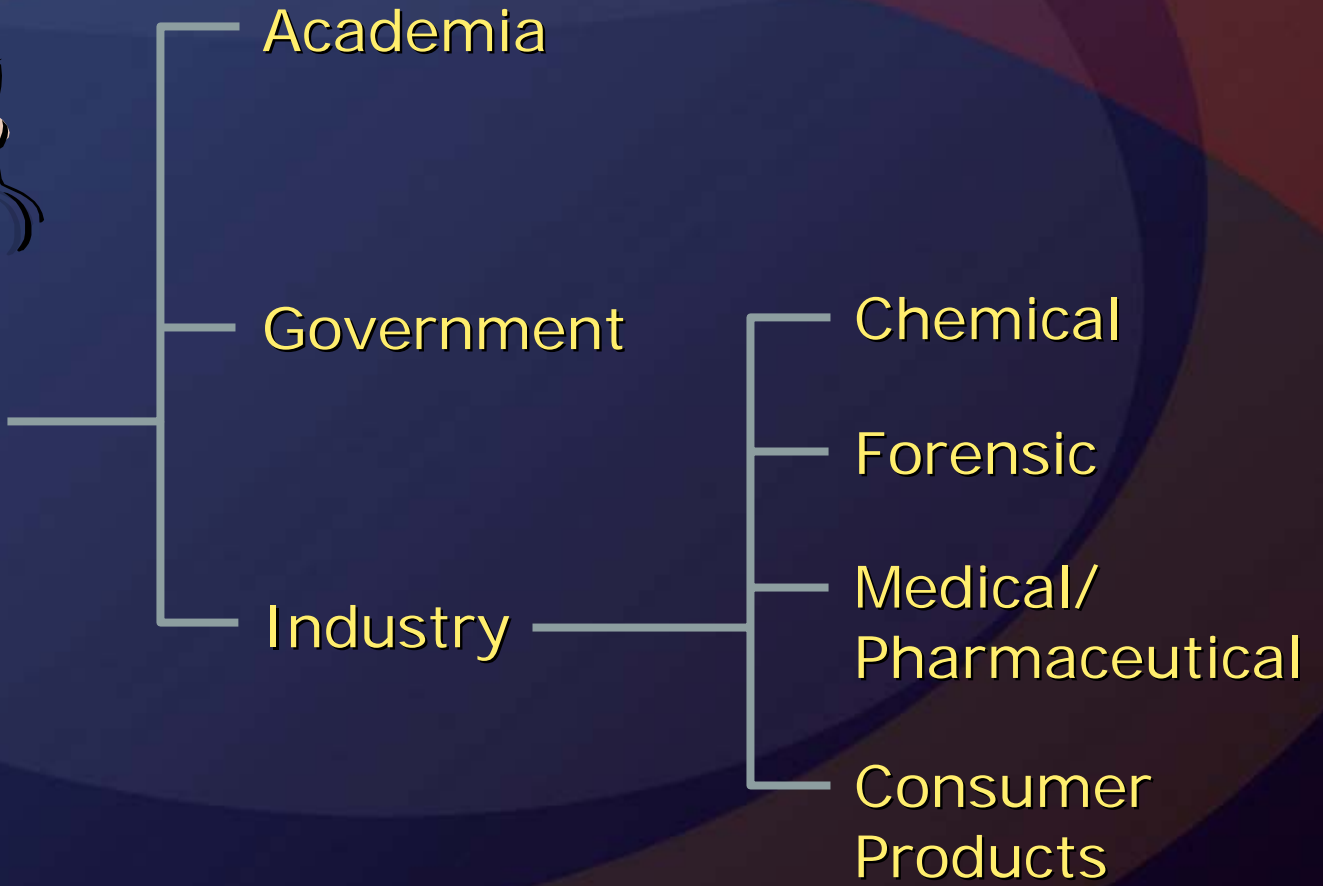 Academia
Government
Industry
Chemical
Forensic
Medical/
Pharmaceutical
Consumer
Products